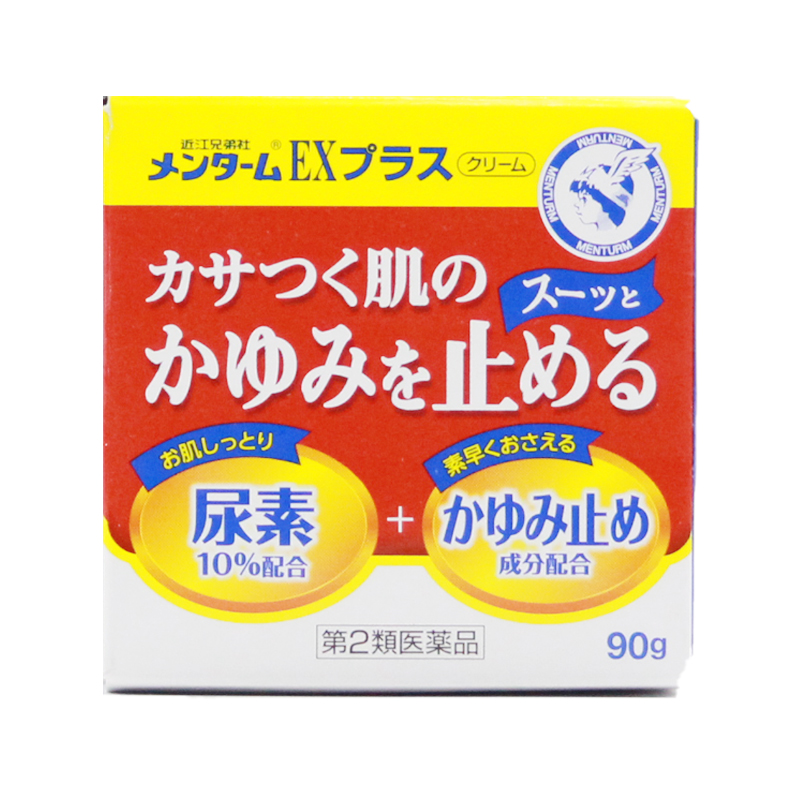 近江兄弟社
メンターム® EXプラス クリーム
MENTURM
MENTURM
MENTURM
MENTURM
カサつく肌の
スーッと
かゆみを止める
お肌しっとり
尿素
10%配合
+
素早くおさえる
かゆみ止め
成分配合
第2類医薬品
90g